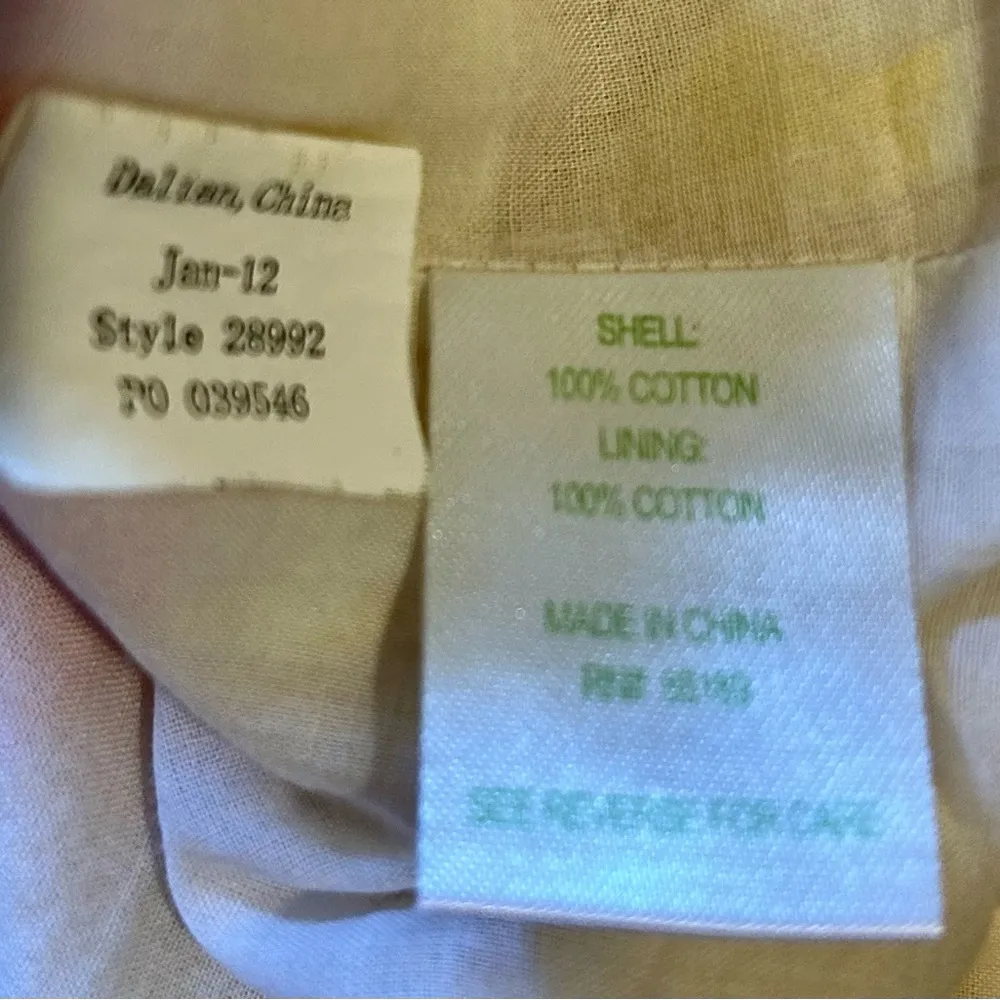 Dalian, China
Jan-12
Style 28992
PO 039546
SHELL:
100% COTTON
LINING:
100% COTTON
MADE IN CHINA
RN#
SEE REVERSE FOR CARE